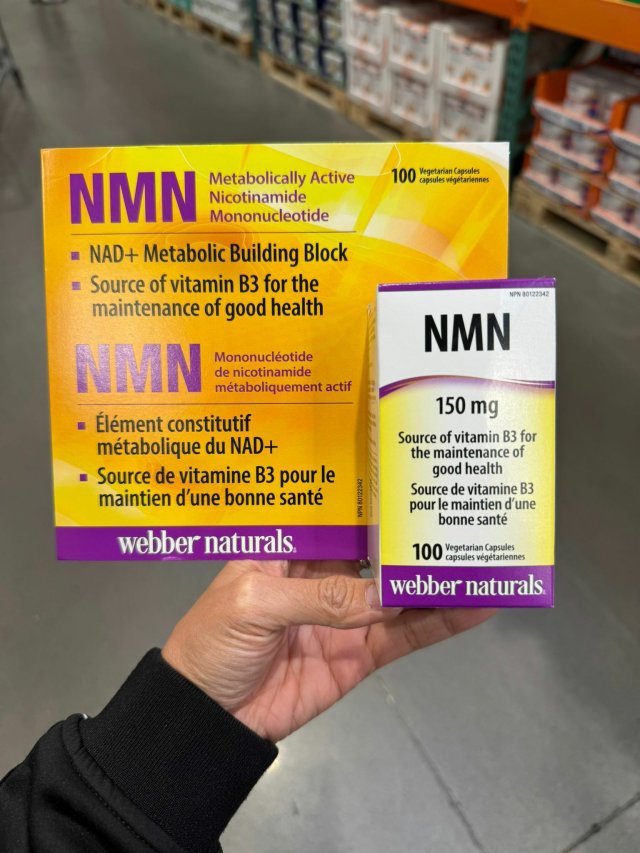 NMN
Metabolically Active
Nicotinamide
Mononucleotide
100 Vegetarian Capsules
capsules végétariennes
NAD+ Metabolic Building Block
Source of vitamin B3 for the
maintenance of good health
NMN
Mononucléotide
de nicotinamide
métaboliquement actif
Élément constitutif
métabolique du NAD+
Source de vitamine B3 pour le
maintien d'une bonne santé
NPN 80122342
webber naturals®
NPN 80122342
NMN
150 mg
Source of vitamin B3 for
the maintenance of
good health
Source de vitamine B3
pour le maintien d'une
bonne santé
100 Vegetarian Capsules
capsules végétariennes
webber naturals®